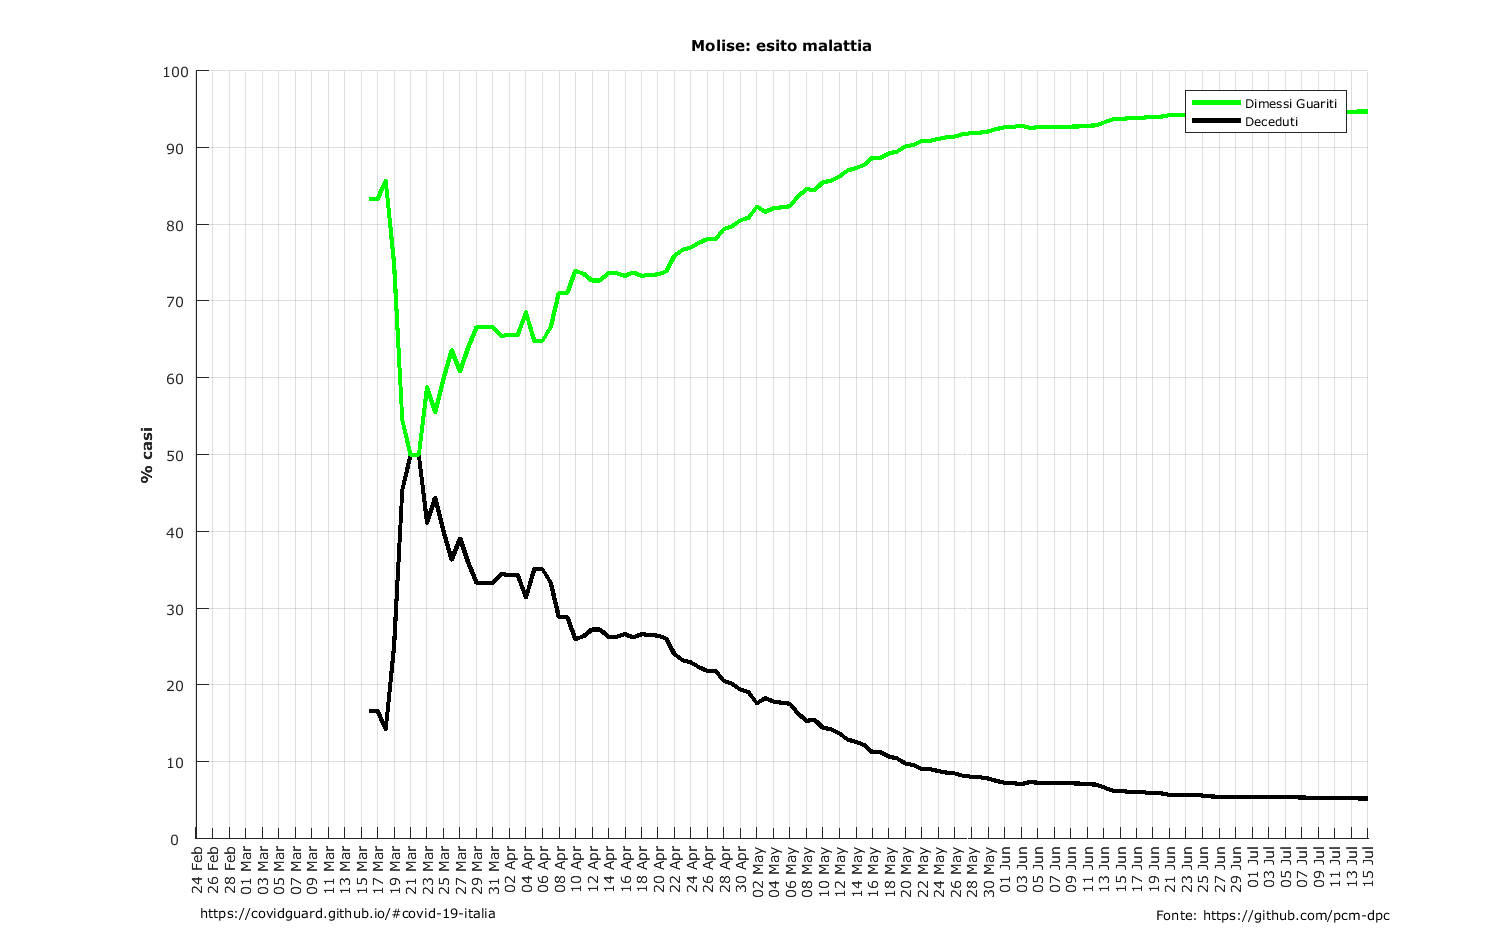 Molise: esito malattia
100
90
80
70
60
50
40
30
20
10
0
% casi
Dimessi Guariti
Deceduti
24 Feb
26 Feb
28 Feb
01 Mar
03 Mar
05 Mar
07 Mar
09 Mar
11 Mar
13 Mar
15 Mar
17 Mar
19 Mar
21 Mar
23 Mar
25 Mar
27 Mar
29 Mar
31 Mar
02 Apr
04 Apr
06 Apr
08 Apr
10 Apr
12 Apr
14 Apr
16 Apr
18 Apr
20 Apr
22 Apr
24 Apr
26 Apr
28 Apr
30 Apr
02 May
04 May
06 May
08 May
10 May
12 May
14 May
16 May
18 May
20 May
22 May
24 May
26 May
28 May
30 May
01 Jun
03 Jun
05 Jun
07 Jun
09 Jun
11 Jun
13 Jun
15 Jun
17 Jun
19 Jun
21 Jun
23 Jun
25 Jun
27 Jun
29 Jun
01 Jul
03 Jul
05 Jul
07 Jul
09 Jul
11 Jul
13 Jul
15 Jul
https://covidguard.github.io/#covid-19-italia
Fonte: https://github.com/pcm-dpc